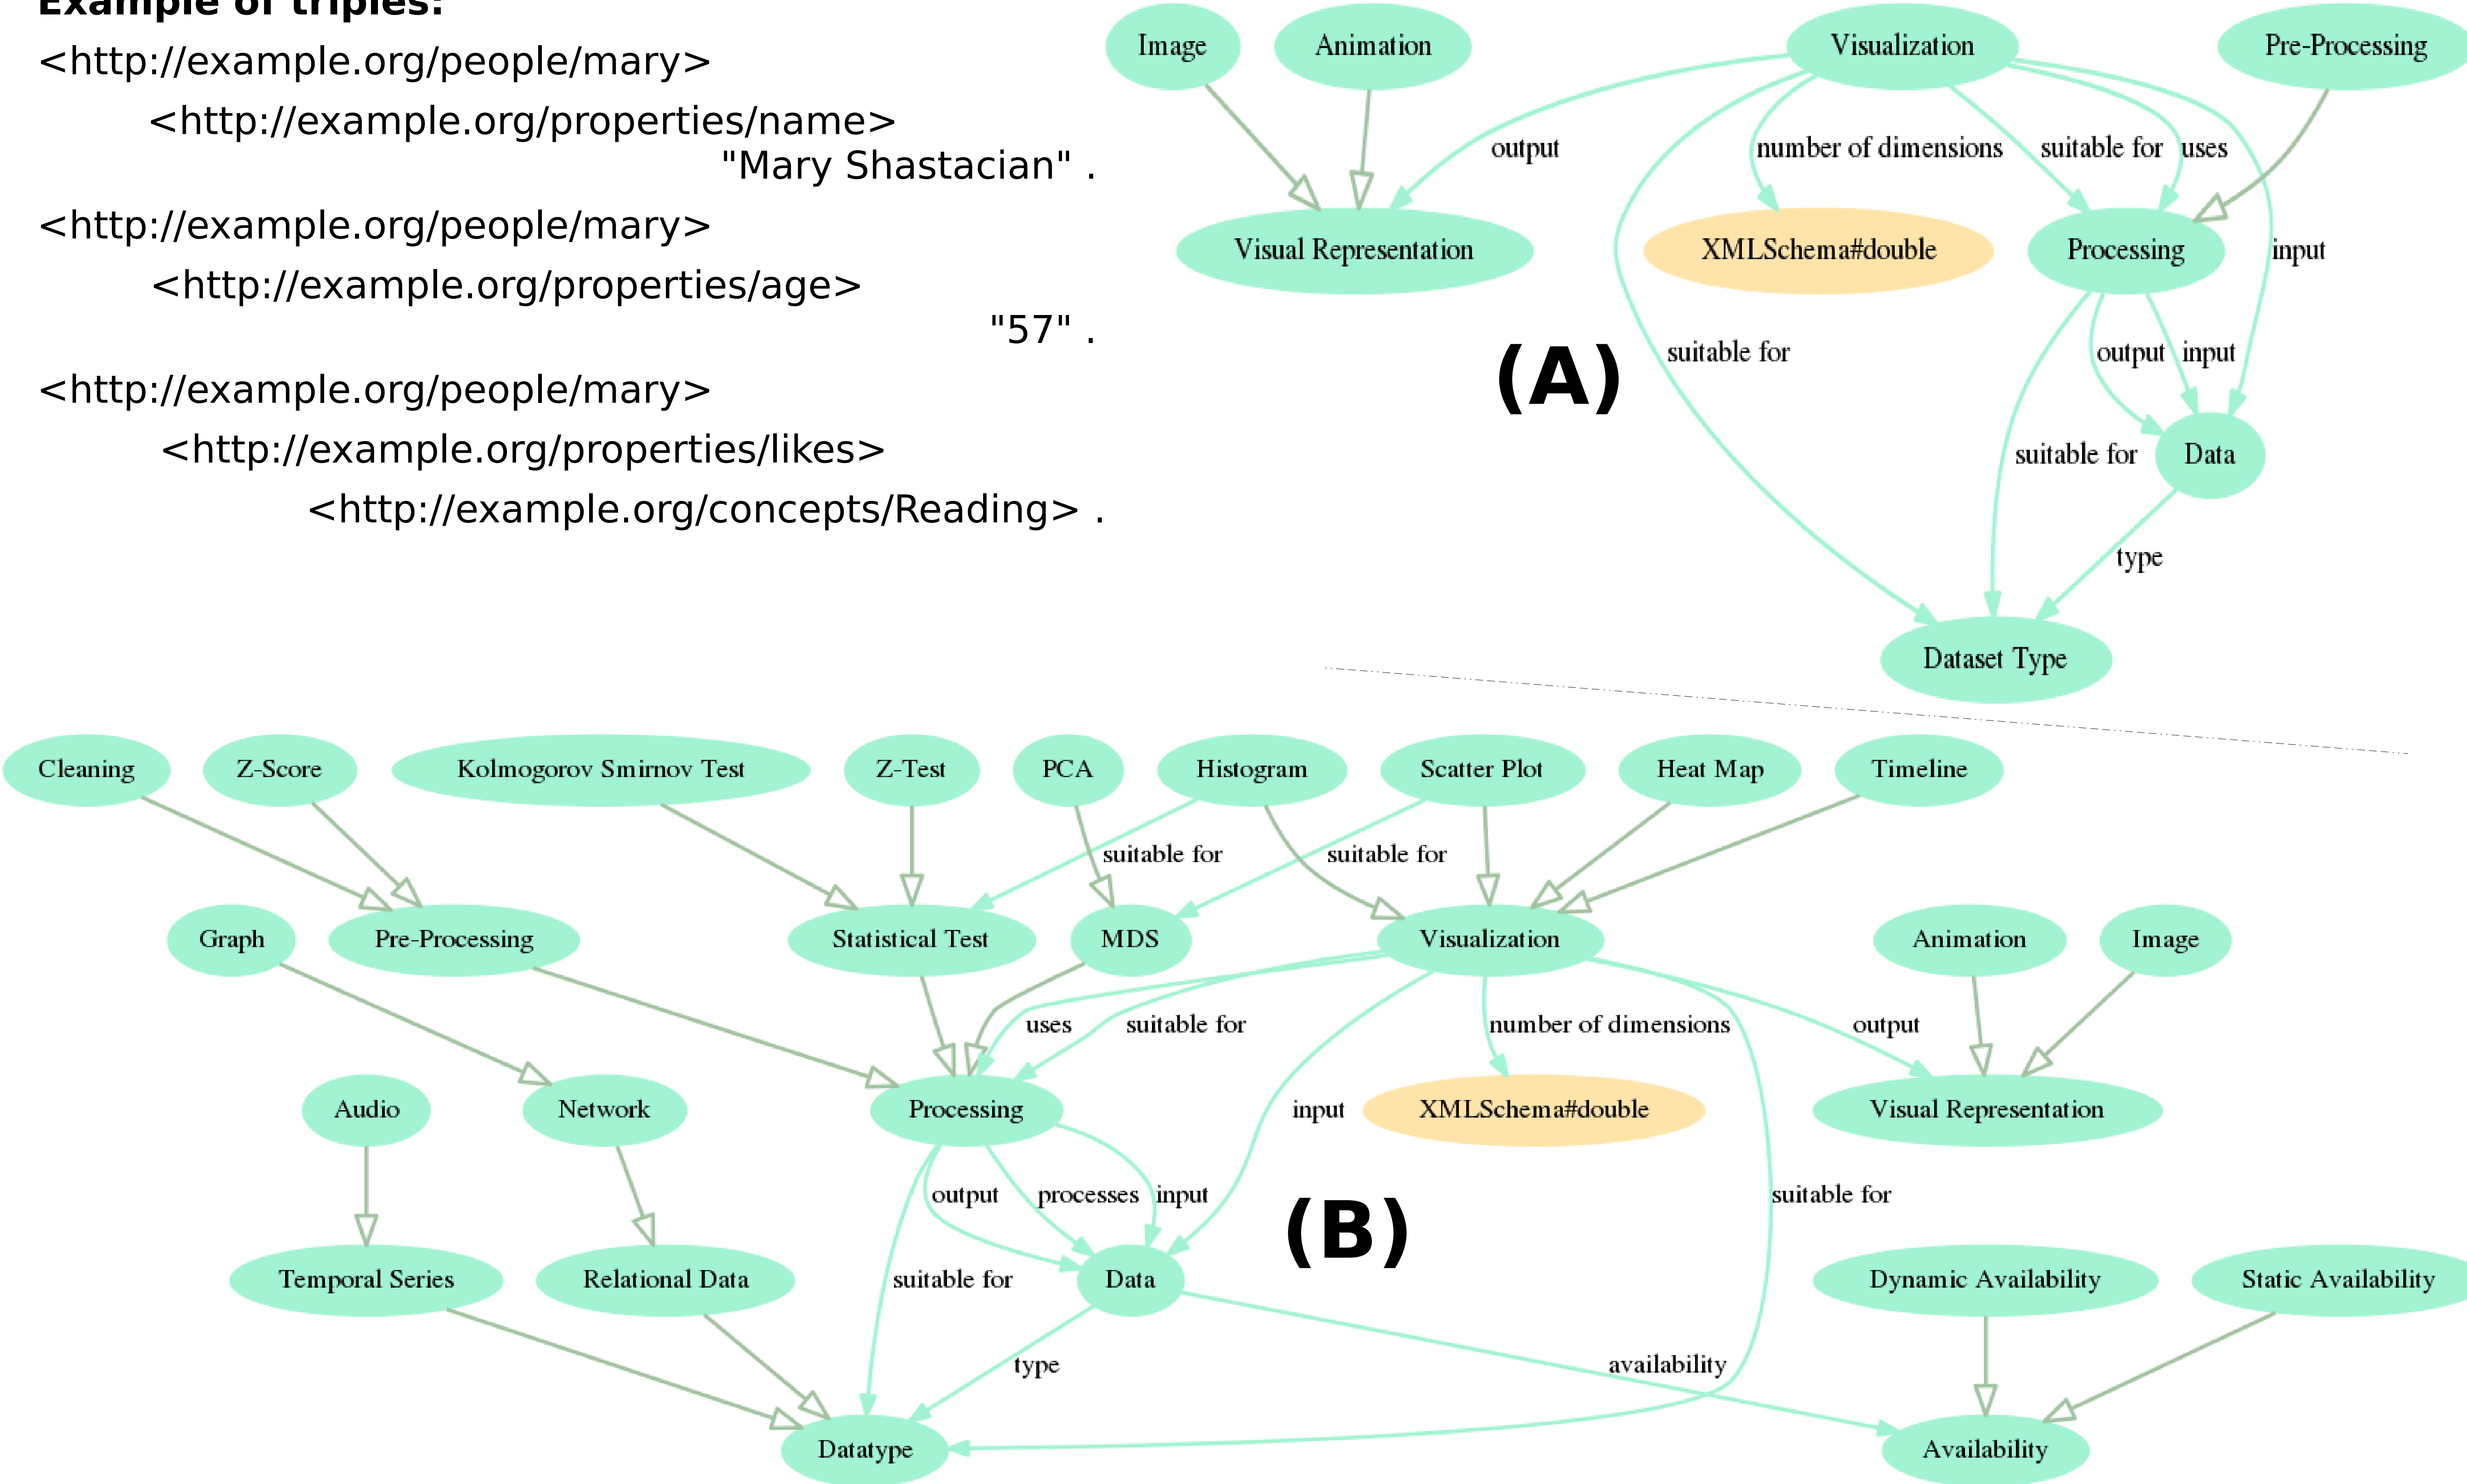 Example of triples:
<http://example.org/people/mary>
<http://example.org/properties/name>
"Mary Shastacian" .
<http://example.org/people/mary>
<http://example.org/properties/age>
"57" .
<http://example.org/people/mary>
<http://example.org/properties/likes>
<http://example.org/concepts/Reading> .
Image Animation Visualization Pre-Processing
output number of dimensions suitable for uses
Visual Representation XMLSchema#double Processing input
suitable for output input
(A)
suitable for Data
type
Dataset Type
Cleaning Z-Score Kolmogorov Smirnov Test Z-Test PCA Histogram Scatter Plot Heat Map Timeline
suitable for suitable for
Graph Pre-Processing Statistical Test MDS Visualization Animation Image
uses suitable for number of dimensions output
Audio Network Processing input XMLSchema#double Visual Representation
output processes input suitable for
(B)
Temporal Series Relational Data suitable for Data Dynamic Availability Static Availability
type availability
Datatype Availability